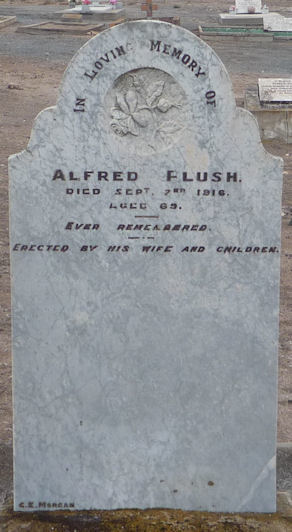 IN LOVING MEMORY OF
ALFRED FLUSH.
DIED SEPT. 2ND 1916.
AGED 69.
EVER REMEMBERED.
ERECTED BY HIS WIFE AND CHILDREN.
C.E. MORGAN